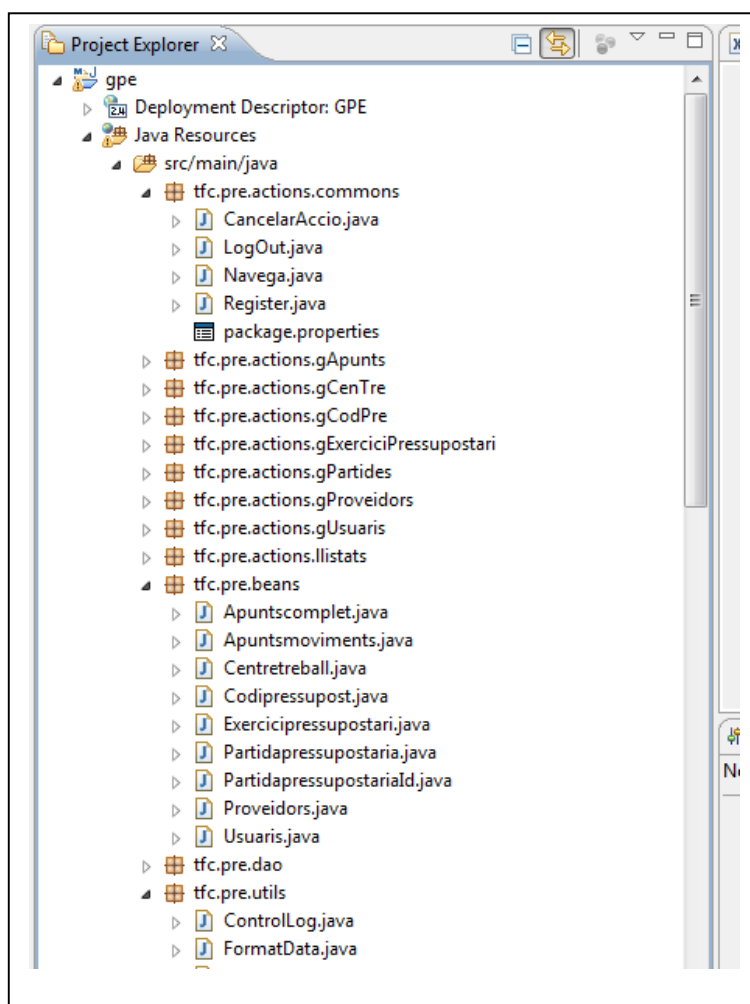 Project Explorer
gpe
Deployment Descriptor: GPE
Java Resources
src/main/java
tfc.pre.actions.commons
CancelarAccio.java
LogOut.java
Navega.java
Register.java
package.properties
tfc.pre.actions.gApunts
tfc.pre.actions.gCenTre
tfc.pre.actions.gCodPre
tfc.pre.actions.gExerciciPressupostari
tfc.pre.actions.gPartides
tfc.pre.actions.gProveidors
tfc.pre.actions.gUsuaris
tfc.pre.actions.llistats
tfc.pre.beans
Apuntscomplet.java
Apuntsmoviments.java
Centretreball.java
Codipressupost.java
Exercicipressupostari.java
Partidapressupostaria.java
PartidapressupostariaId.java
Proveidors.java
Usuaris.java
tfc.pre.dao
tfc.pre.utils
ControlLog.java
FormatData.java